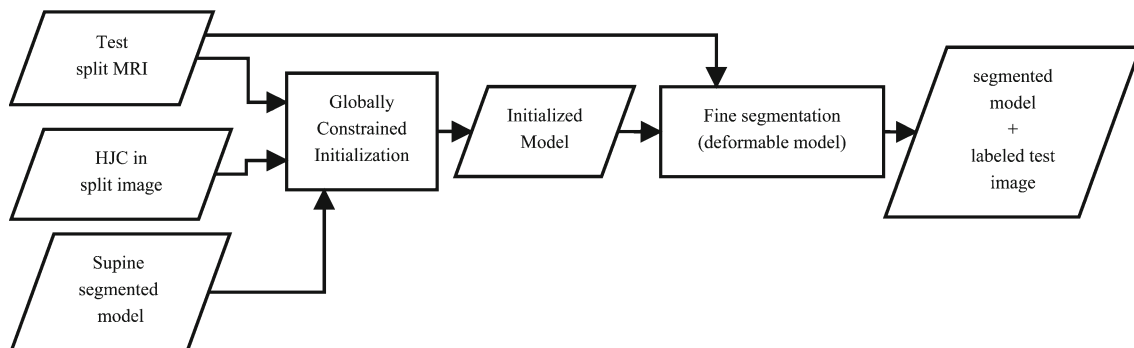 Test
split MRI
HJC in
split image
Supine
segmented
model
Globally
Constrained
Initialization
Initialized
Model
Fine segmentation
(deformable model)
segmented
model
+
labeled test
image